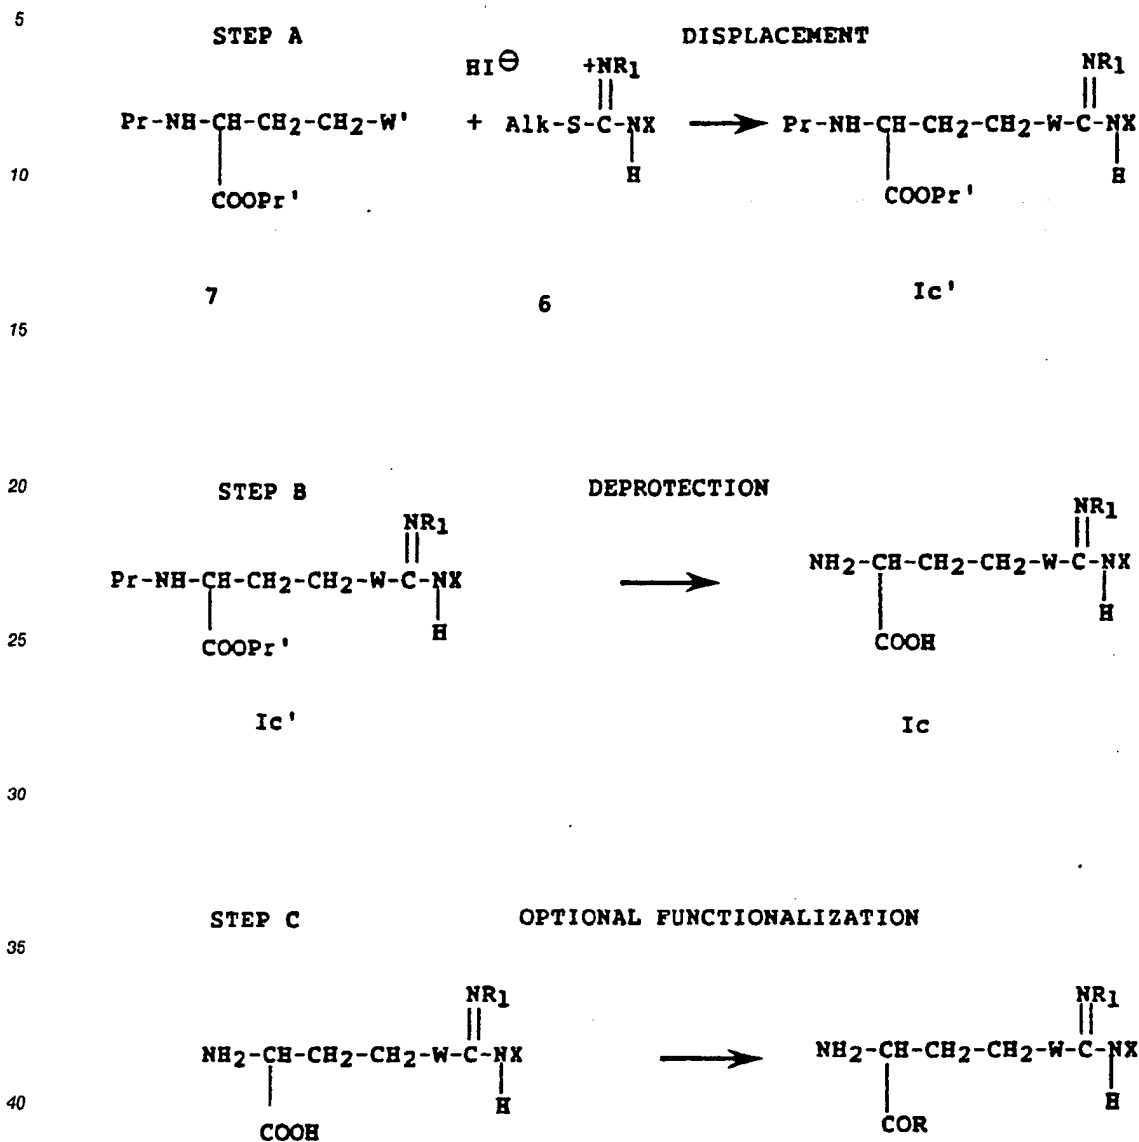 5
STEP A DISPLACEMENT
HI⊖ +NR1 NR1
Pr-NH-CH-CH2-CH2-W' + Alk-S-C-NX Pr-NH-CH-CH2-CH2-W-C-NX
H H
10
COOPr' COOPr'
7 6 Ic'
15
20
STEP B DEPROTECTION
NR1 NR1
Pr-NH-CH-CH2-CH2-W-C-NX NH2-CH-CH2-CH2-W-C-NX
H H
25
COOPr' COOH
Ic' Ic
30
STEP C OPTIONAL FUNCTIONALIZATION
35
NR1 NR1
NH2-CH-CH2-CH2-W-C-NX NH2-CH-CH2-CH2-W-C-NX
H H
40
COOH COR